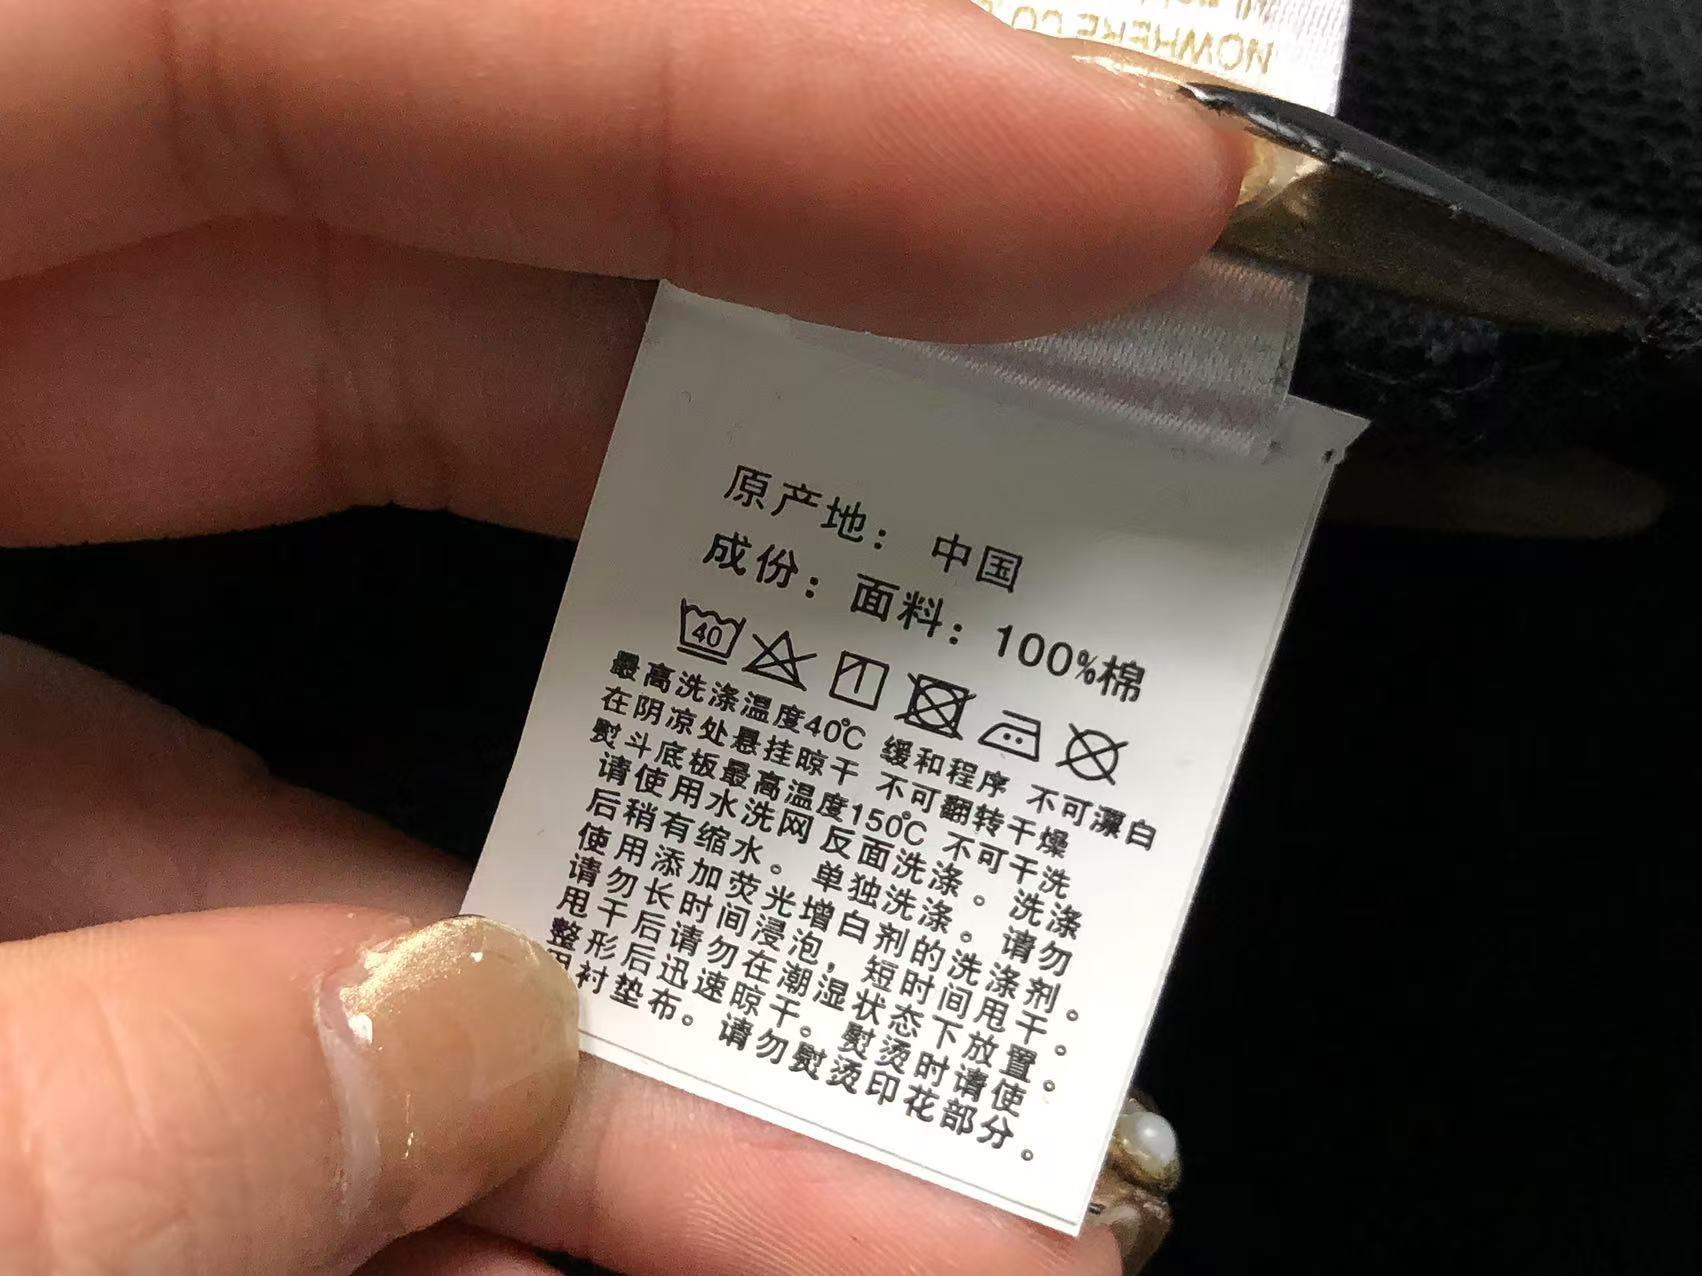 NOWHERE CO
原产地： 中国
成份：面料：100%棉
40
最高洗涤温度40℃ 缓和程序 不可漂白
在阴凉处悬挂晾干 不可翻转干燥
熨斗底板最高温度150℃ 不可干洗
请使用水洗网反面洗涤。洗涤
后稍有缩水。单独洗涤。请勿
使用添加荧光增白剂的洗涤剂。
请勿长时间浸泡，短时间甩干。
甩干后请勿在潮湿状态下放置。
整形后迅速晾干。熨烫时请使
用衬垫布。请勿熨烫印花部分。